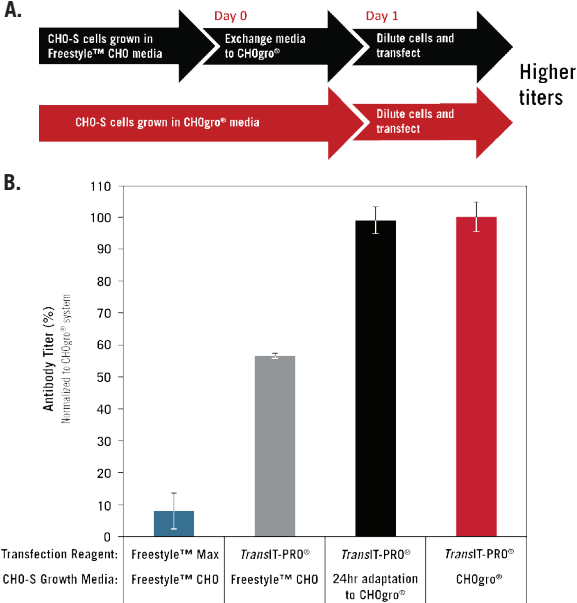 A.
Day 0
Day 1
CHO-S cells grown in
Freestyle™ CHO media
Exchange media
to CHOgro®
Dilute cells and
transfect
Higher
titers
CHO-S cells grown in CHOgro® media
Dilute cells and
transfect
B.
Antibody Titer (%)
Normalized to CHOgro® system
110
100
90
80
70
60
50
40
30
20
10
0
Transfection Reagent: Freestyle™ Max TransIT-PRO® TransIT-PRO® TransIT-PRO®
CHO-S Growth Media: Freestyle™ CHO Freestyle™ CHO 24hr adaptation CHOgro®
to CHOgro®